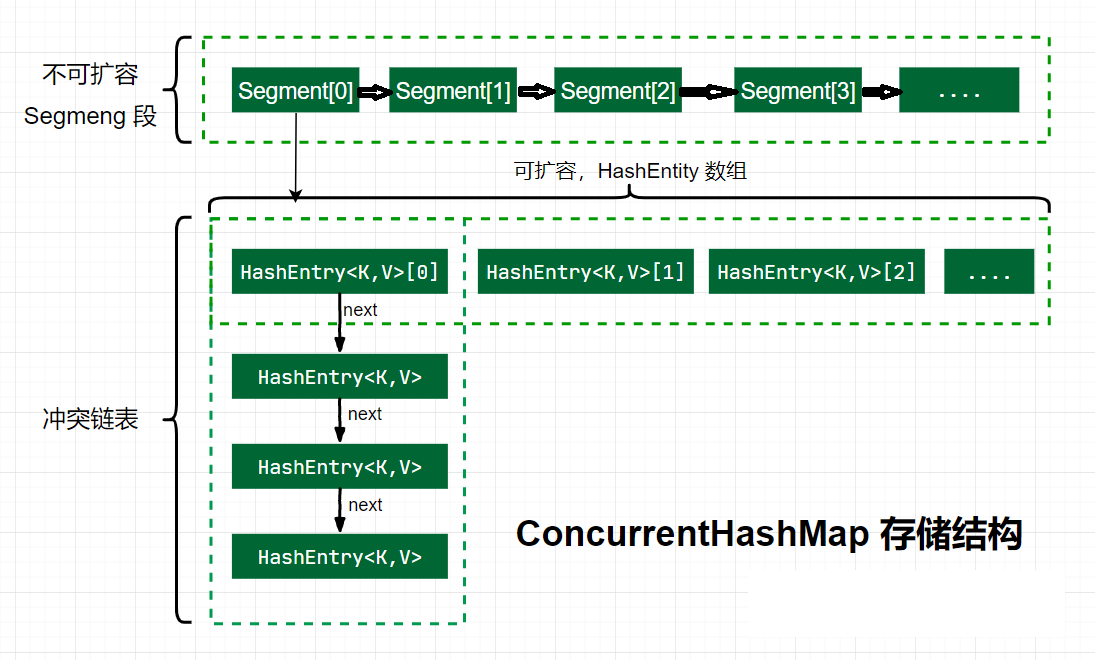 不可扩容
Segmeng 段
Segment[0] Segment[1] Segment[2] Segment[3] ....
可扩容，HashEntity 数组
HashEntry<K,V>[0] HashEntry<K,V>[1] HashEntry<K,V>[2] ....
next
HashEntry<K,V>
next
冲突链表
HashEntry<K,V>
next
ConcurrentHashMap 存储结构
HashEntry<K,V>